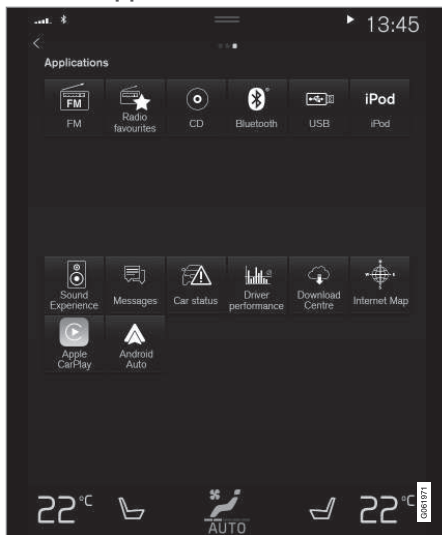 13:45
Applications
FM
FM
Radio
favourites
CD
Bluetooth
USB
iPod
iPod
Sound
Experience
Messages
Car status
Driver
performance
Download
Centre
Internet Map
Apple
CarPlay
Android
Auto
22°C
AUTO
22°C
G061971